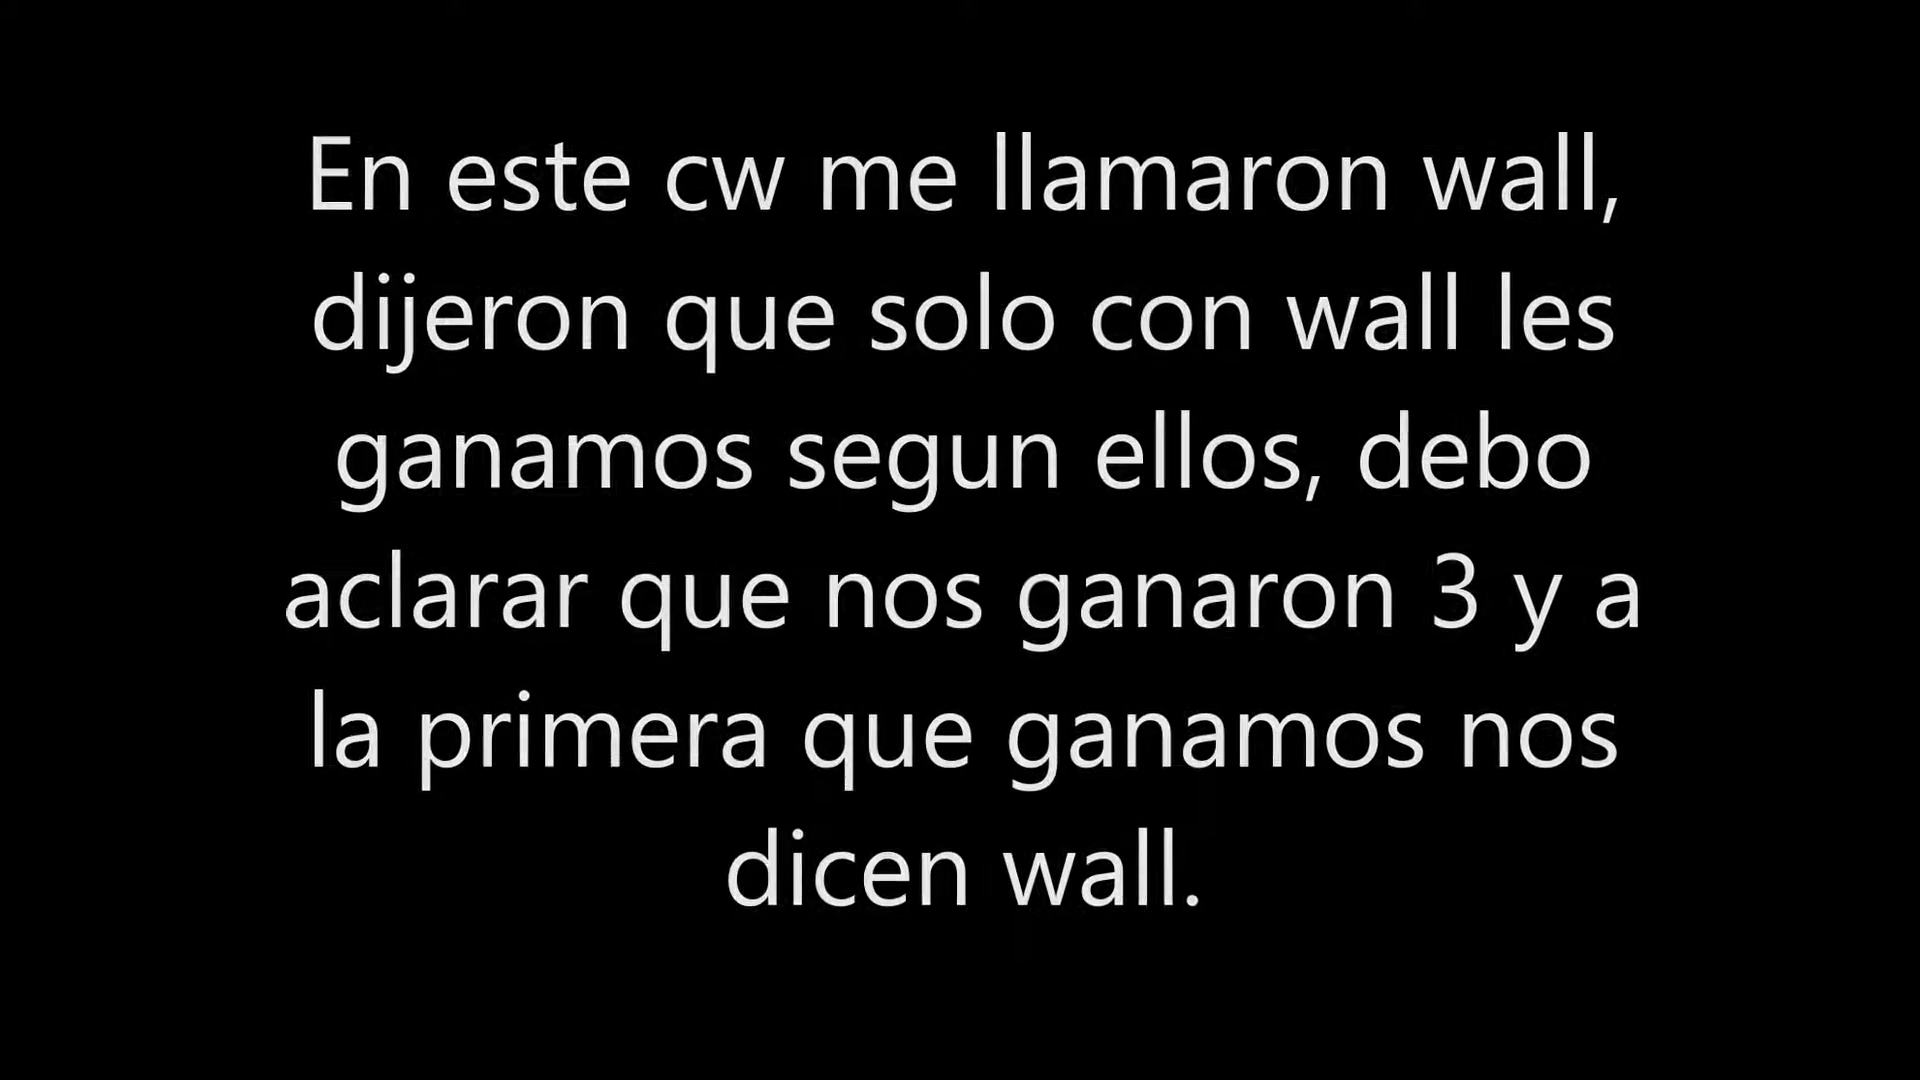 En este cw me llamaron wall,
dijeron que solo con wall les
ganamos segun ellos, debo
aclarar que nos ganaron 3 y a
la primera que ganamos nos
dicen wall.